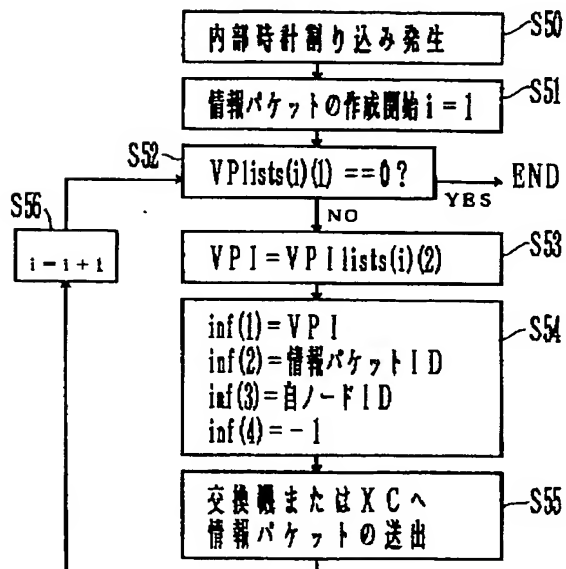 内部時計割り込み発生
S50
情報パケットの作成開始 i = 1
S51
S52
VPlists(i)(1) ==0?
END
YES
NO
S56
i = i + 1
VPI=VPIlists(i)(2)
S53
inf(1)=VPI
inf(2)=情報パケットID
inf(3)=自ノードID
inf(4)=-1
S54
交換機またはXCへ
情報パケットの送出
S55